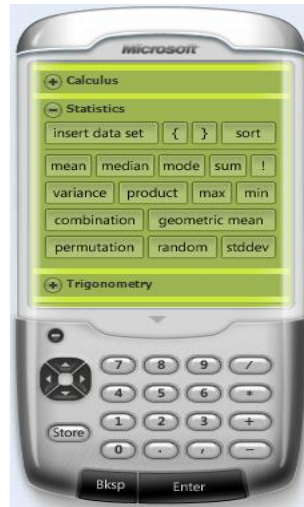 Microsoft
Calculus
Statistics
insert data set { } sort
mean median mode sum !
variance product max min
combination geometric mean
permutation random stddev
Trigonometry
7 8 9 /
4 5 6 *
Store 1 2 3 +
0 . , −
Bksp Enter